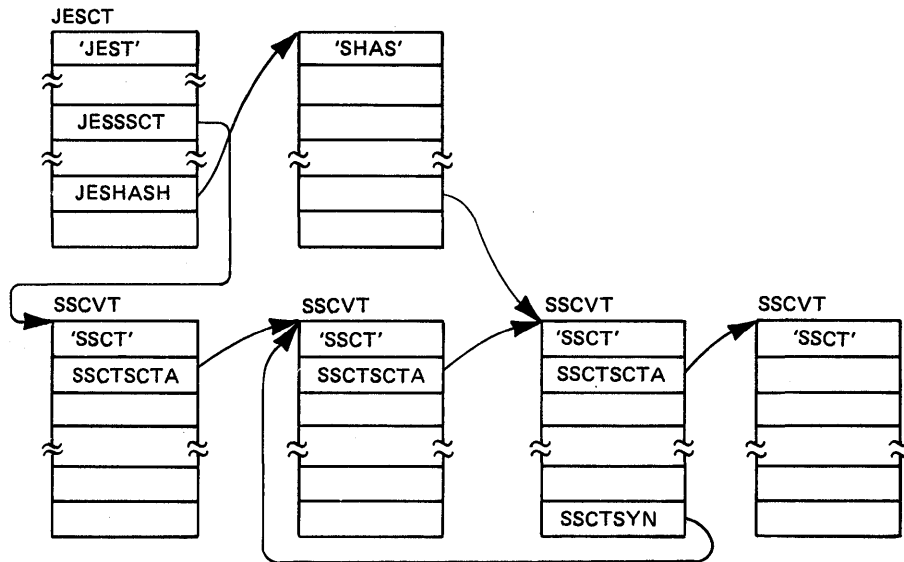 JESCT
'JEST'
'SHAS'
JESSSCT
JESHASH
SSCVT
SSCVT
SSCVT
SSCVT
'SSCT'
'SSCT'
'SSCT'
'SSCT'
SSCTSCTA
SSCTSCTA
SSCTSCTA
SSCTSYN